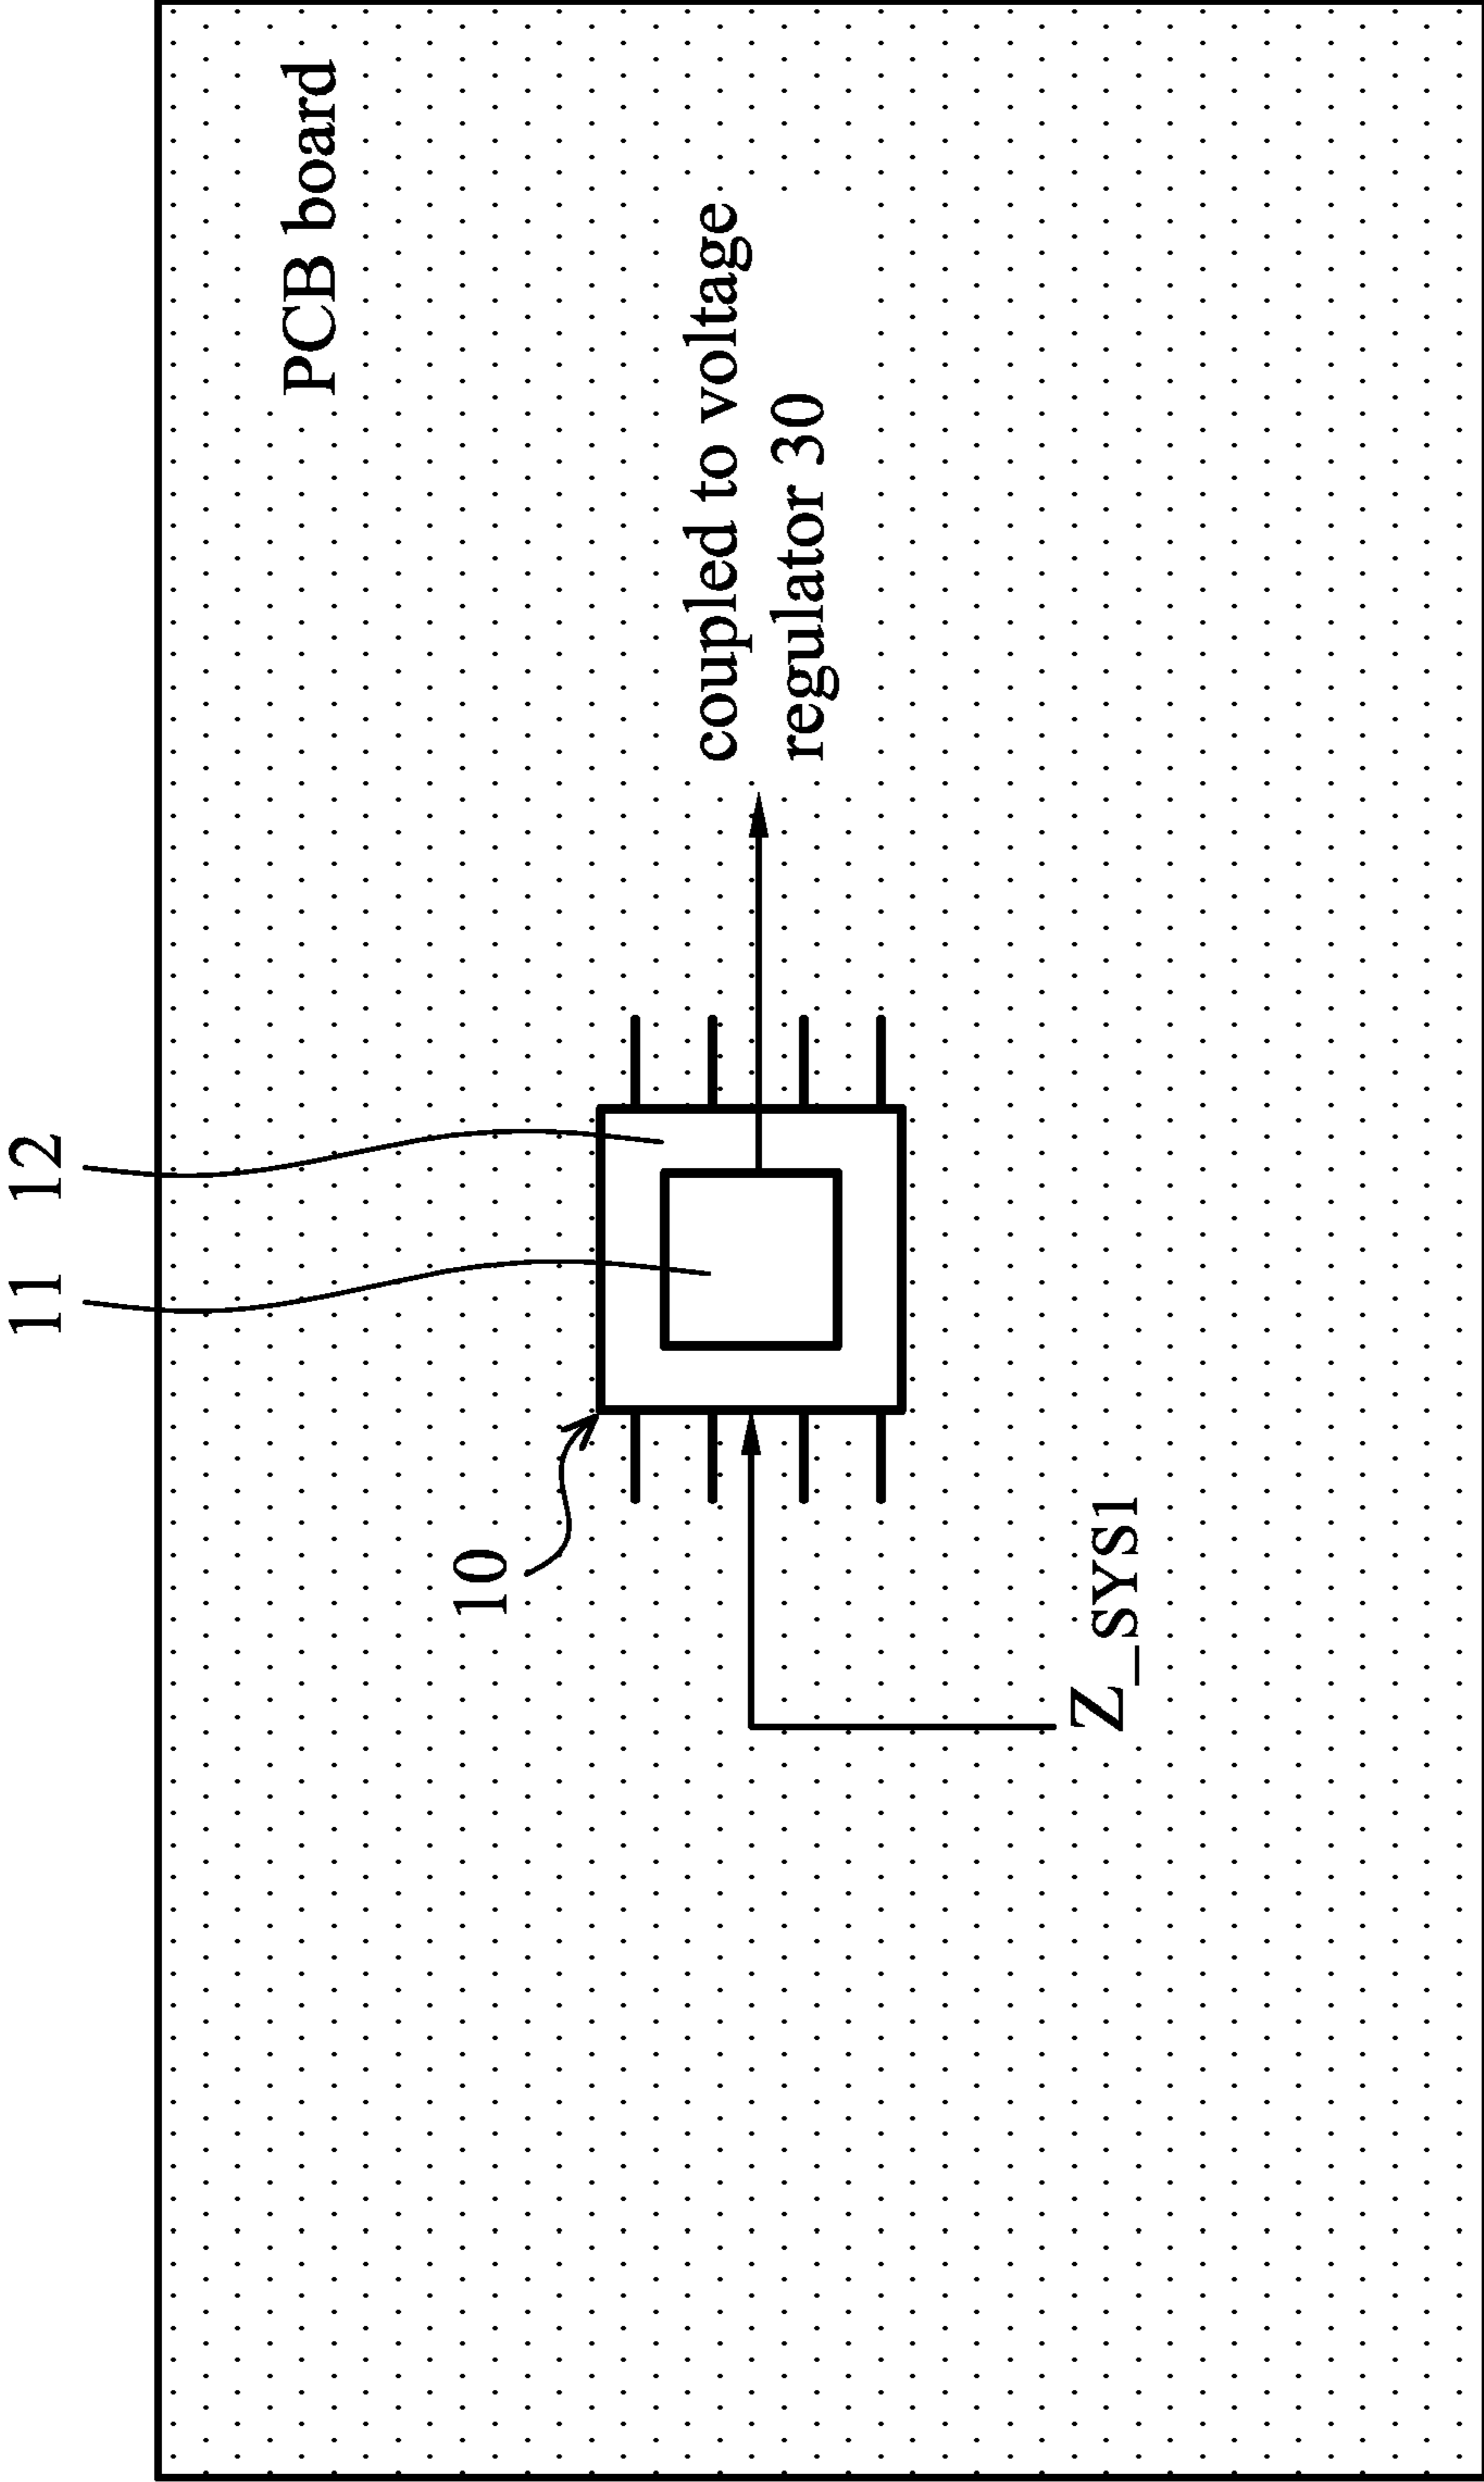 11 12
PCB board
10
coupled to voltage
regulator 30
Z_SYS1